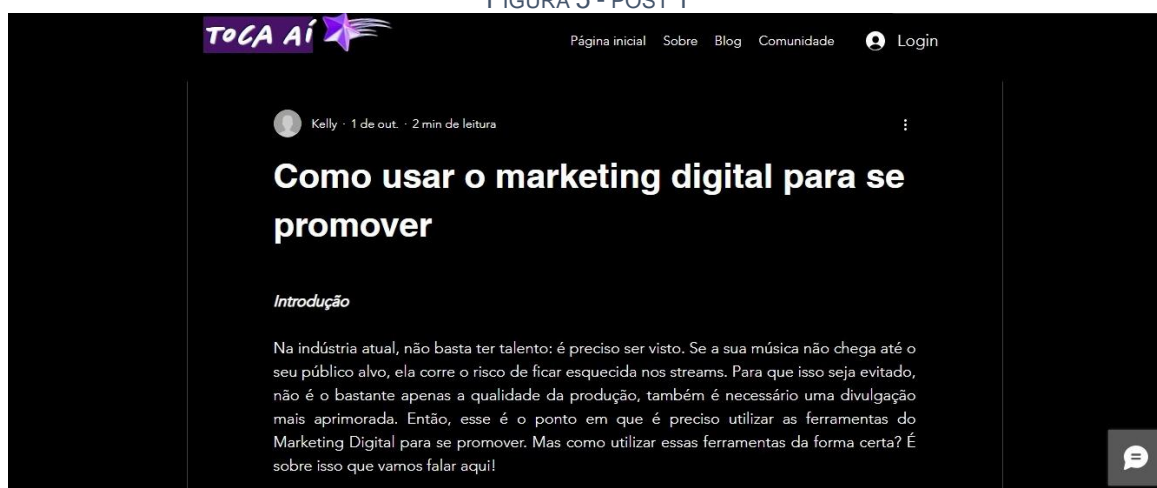 FIGURA 5 - POST 1
TOCA AÍ
Página inicial Sobre Blog Comunidade Login
Kelly · 1 de out. · 2 min de leitura
Como usar o marketing digital para se
promover
Introdução
Na indústria atual, não basta ter talento: é preciso ser visto. Se a sua música não chega até o
seu público alvo, ela corre o risco de ficar esquecida nos streams. Para que isso seja evitado,
não é o bastante apenas a qualidade da produção, também é necessário uma divulgação
mais aprimorada. Então, esse é o ponto em que é preciso utilizar as ferramentas do
Marketing Digital para se promover. Mas como utilizar essas ferramentas da forma certa? É
sobre isso que vamos falar aqui!